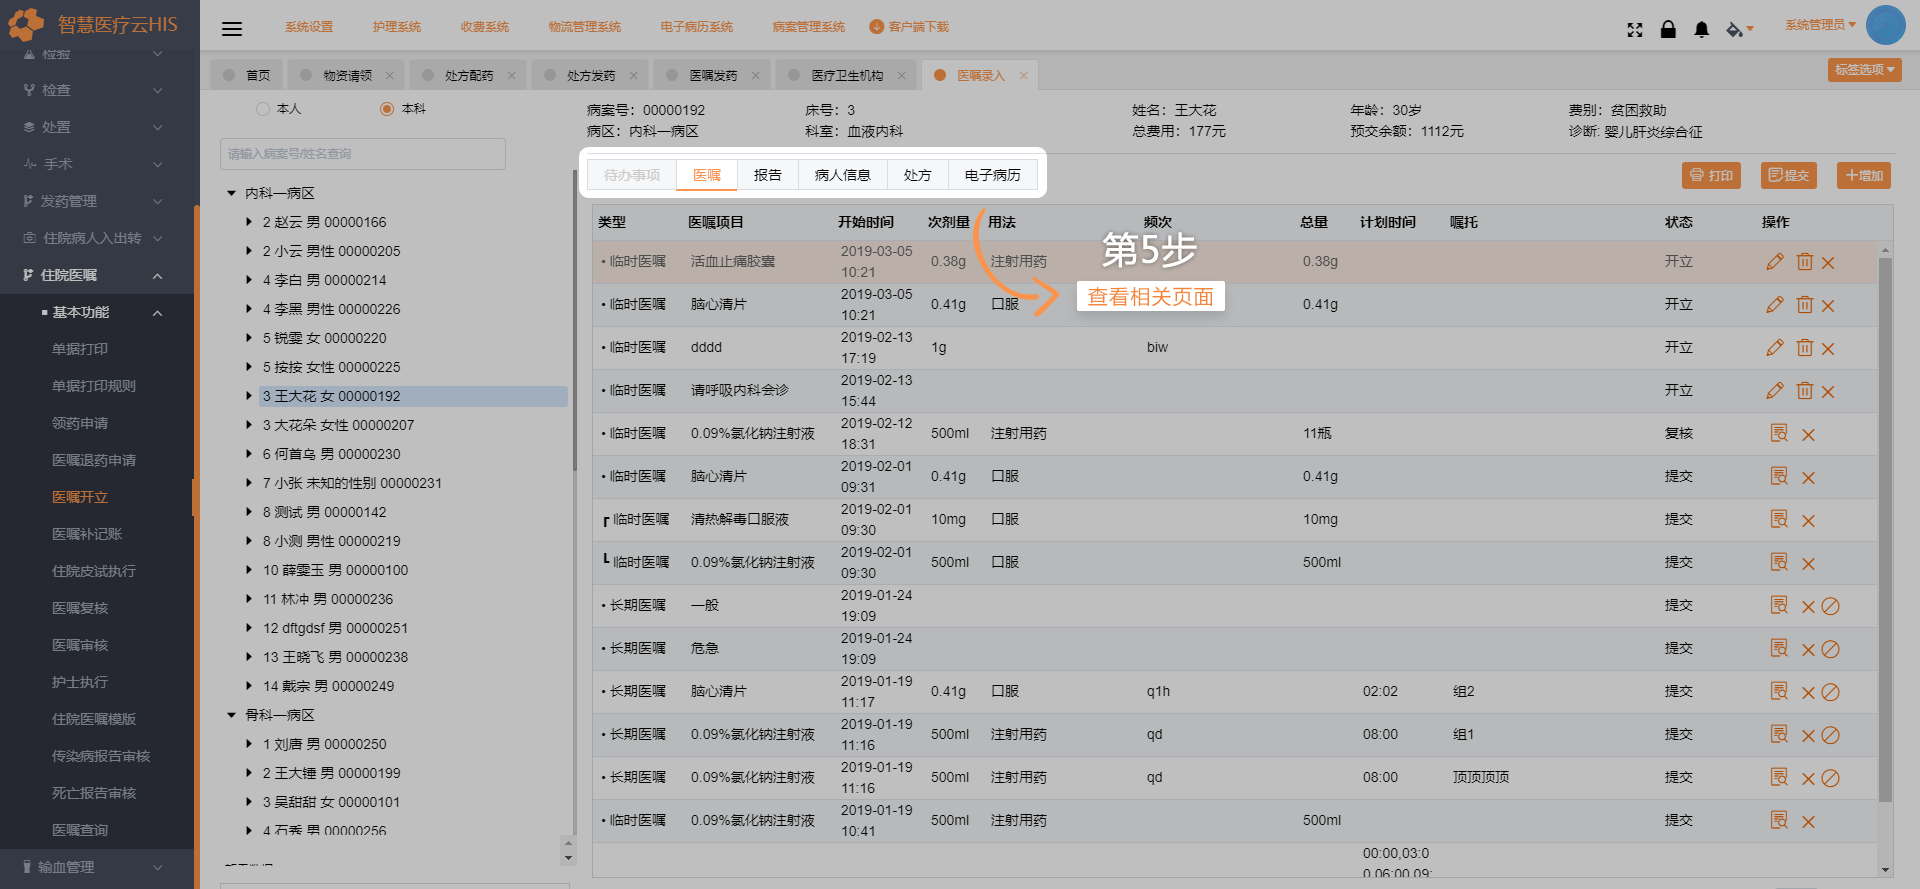 智慧医疗云HIS
系统设置 护理系统 收费系统 物流管理系统 电子病历系统 病案管理系统 客户端下载
系统管理员
首页 物资请领 处方配药 处方发药 医嘱发药 医疗卫生机构 医嘱录入
标签选项
检验
检查
处置
手术
发药管理
住院病人入出转
住院医嘱
基本功能
单据打印
单据打印规则
领药申请
医嘱退药申请
医嘱开立
医嘱补记账
住院皮试执行
医嘱复核
医嘱审核
护士执行
住院医嘱模版
传染病报告审核
死亡报告审核
医嘱查询
输血管理
本人 本科
请输入病案号/姓名查询
内科一病区
2 赵云 男 00000166
2 小云 男性 00000205
4 李白 男 00000214
4 李黑 男性 00000226
5 锐雯 女 00000220
5 按按 女性 00000225
3 王大花 女 00000192
3 大花朵 女性 00000207
6 何首乌 男 00000230
7 小张 未知的性别 00000231
8 测试 男 00000142
8 小测 男性 00000219
10 薛雯玉 男 00000100
11 林冲 男 00000236
12 dftgdsf 男 00000251
13 王晓飞 男 00000238
14 戴宗 男 00000249
骨科一病区
1 刘唐 男 00000250
2 王大锤 男 00000199
3 吴甜甜 女 00000101
4 石秀 男 00000256
病案号：00000192 床号：3 姓名：王大花 年龄：30岁 费别：贫困救助
病区：内科一病区 科室：血液内科 总费用：177元 预交余额：1112元 诊断: 婴儿肝炎综合征
待办事项 医嘱 报告 病人信息 处方 电子病历
打印 提交 增加
类型 医嘱项目 开始时间 次剂量 用法 频次 总量 计划时间 嘱托 状态 操作
• 临时医嘱 活血止痛胶囊 2019-03-05 10:21 0.38g 注射用药 0.38g 开立
• 临时医嘱 脑心清片 2019-03-05 10:21 0.41g 口服 0.41g 开立
• 临时医嘱 dddd 2019-02-13 17:19 1g biw 开立
• 临时医嘱 请呼吸内科会诊 2019-02-13 15:44 开立
• 临时医嘱 0.09%氯化钠注射液 2019-02-12 18:31 500ml 注射用药 11瓶 复核
• 临时医嘱 脑心清片 2019-02-01 09:31 0.41g 口服 0.41g 提交
┏ 临时医嘱 清热解毒口服液 2019-02-01 09:30 10mg 口服 10mg 提交
┗ 临时医嘱 0.09%氯化钠注射液 2019-02-01 09:30 500ml 口服 500ml 提交
• 长期医嘱 一般 2019-01-24 19:09 提交
• 长期医嘱 危急 2019-01-24 19:09 提交
• 长期医嘱 脑心清片 2019-01-19 11:17 0.41g 口服 q1h 02:02 组2 提交
• 长期医嘱 0.09%氯化钠注射液 2019-01-19 11:16 500ml 注射用药 qd 08:00 组1 提交
• 长期医嘱 0.09%氯化钠注射液 2019-01-19 11:16 500ml 注射用药 qd 08:00 顶顶顶顶 提交
• 临时医嘱 0.09%氯化钠注射液 2019-01-19 10:41 500ml 注射用药 500ml 提交
00:00,03:0
0,06:00,09:
第5步
查看相关页面